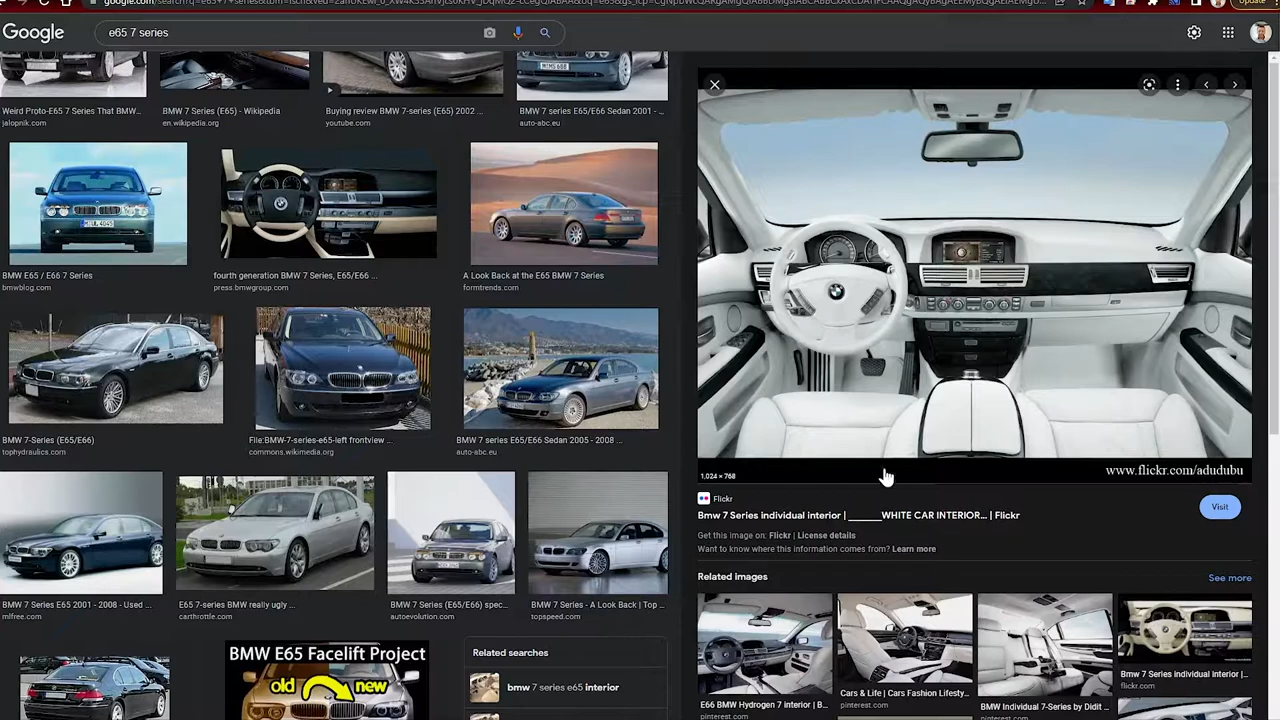 Update
Google
e65 7 series
Weird Proto-E65 7 Series That BMW...
jalopnik.com
BMW 7 Series (E65) - Wikipedia
en.wikipedia.org
Buying review BMW 7-series (E65) 2002 ...
youtube.com
BMW 7 series E65/E66 Sedan 2001 - ...
auto-abc.eu
BMW E65 / E66 7 Series
bmwblog.com
fourth generation BMW 7 Series, E65/E66 ...
press.bmwgroup.com
A Look Back at the E65 BMW 7 Series
formtrends.com
BMW 7-Series (E65/E66)
tophydraulics.com
File:BMW-7-series-e65-left frontview ...
commons.wikimedia.org
BMW 7 series E65/E66 Sedan 2005 - 2008 ...
auto-abc.eu
BMW 7 Series E65 2001 - 2008 - Used ...
mlfree.com
E65 7-series BMW really ugly ...
carthrottle.com
BMW 7 Series (E65/E66) spec...
autoevolution.com
BMW 7 Series - A Look Back | Top ...
topspeed.com
BMW E65 Facelift Project
old new
Related searches
bmw 7 series e65 interior
www.flickr.com/adudubu
1,024 × 768
Flickr
Bmw 7 Series individual interior | ______WHITE CAR INTERIOR... | Flickr
Visit
Get this image on: Flickr | License details
Want to know where this information comes from? Learn more
Related images
See more
E66 BMW Hydrogen 7 interior | B...
pinterest.com
Cars & Life | Cars Fashion Lifesty...
pinterest.com
BMW Individual 7-Series by Didit ...
pinterest.com
Bmw 7 Series individual interior |...
flickr.com